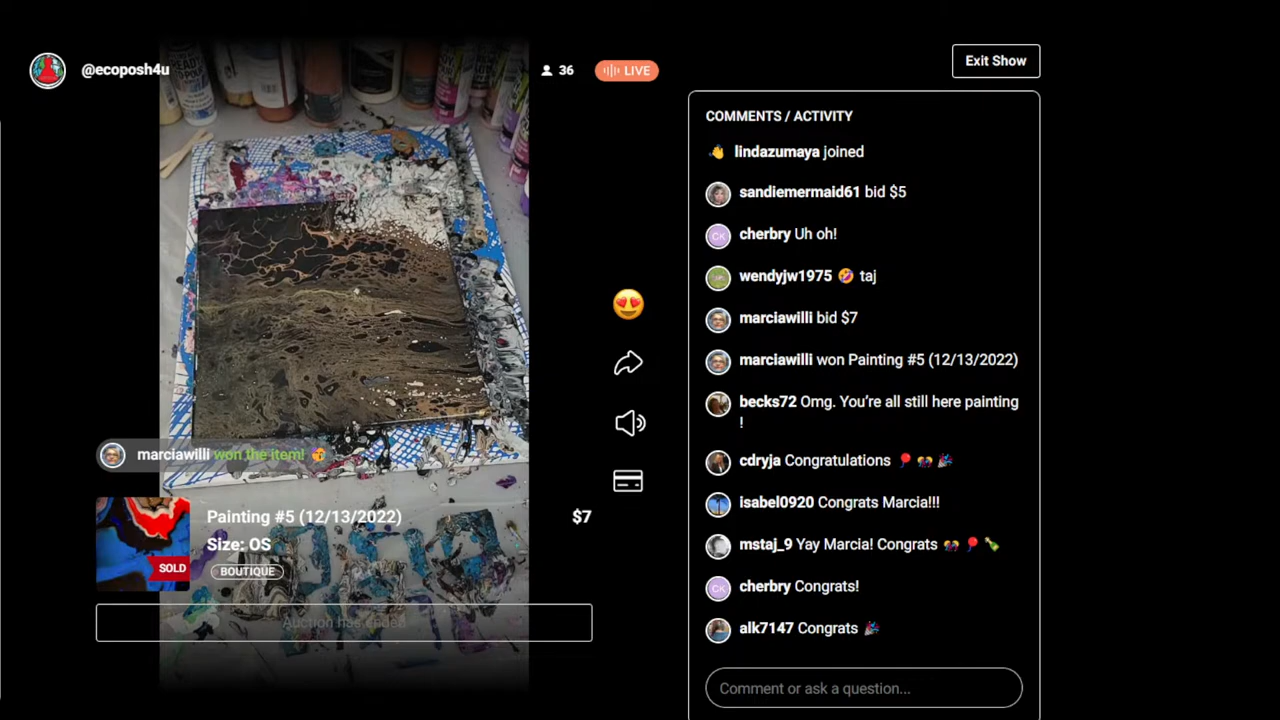 @ecoposh4u
36
LIVE
Exit Show
COMMENTS / ACTIVITY
👋 lindazumaya joined
sandiemermaid61 bid $5
CK cherbry Uh oh!
wendyjw1975 🤣 taj
marciawilli bid $7
marciawilli won Painting #5 (12/13/2022)
becks72 Omg. You’re all still here painting
!
cdryja Congratulations 🎈 🎊 🎉
isabel0920 Congrats Marcia!!!
mstaj_9 Yay Marcia! Congrats 🎊 🎈 🍾
CK cherbry Congrats!
alk7147 Congrats 🎉
Comment or ask a question...
marciawilli won the item! 🥳
Painting #5 (12/13/2022)
$7
Size: OS
SOLD
BOUTIQUE
Auction has ended